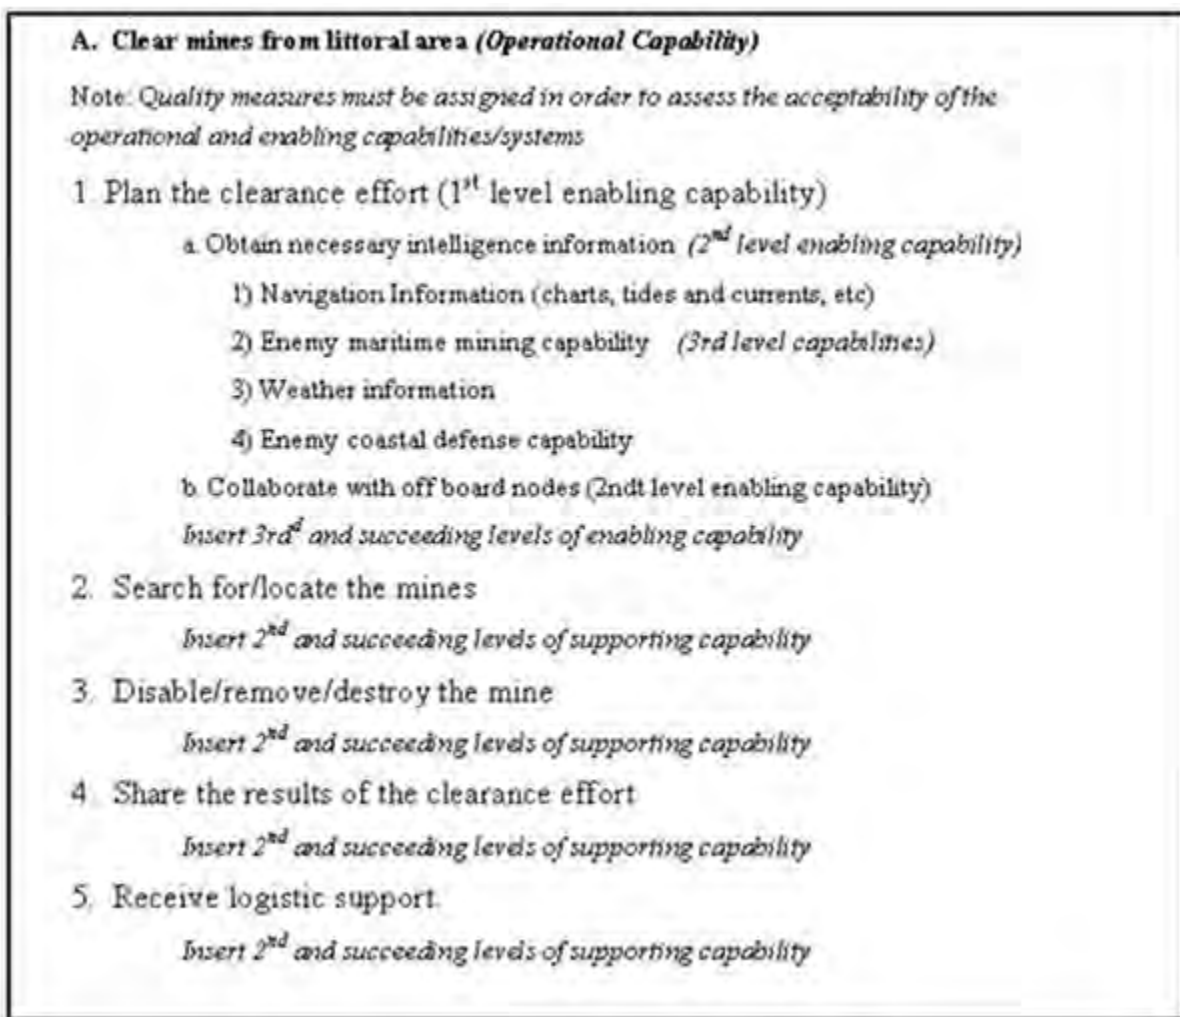 A. Clear mines from littoral area (Operational Capability)
Note: Quality measures must be assigned in order to assess the acceptability of the
operational and enabling capabilities/systems
1 Plan the clearance effort (1st level enabling capability)
a. Obtain necessary intelligence information (2nd level enabling capability)
1) Navigation Information (charts, tides and currents, etc)
2) Enemy maritime mining capability (3rd level capabilities)
3) Weather information
4) Enemy coastal defense capability
b. Collaborate with off board nodes (2ndt level enabling capability)
Insert 3rdd and succeeding levels of enabling capability
2. Search for/locate the mines
Insert 2nd and succeeding levels of supporting capability
3. Disable/remove/destroy the mine
Insert 2nd and succeeding levels of supporting capability
4. Share the results of the clearance effort
Insert 2nd and succeeding levels of supporting capability
5. Receive logistic support.
Insert 2nd and succeeding levels of supporting capability